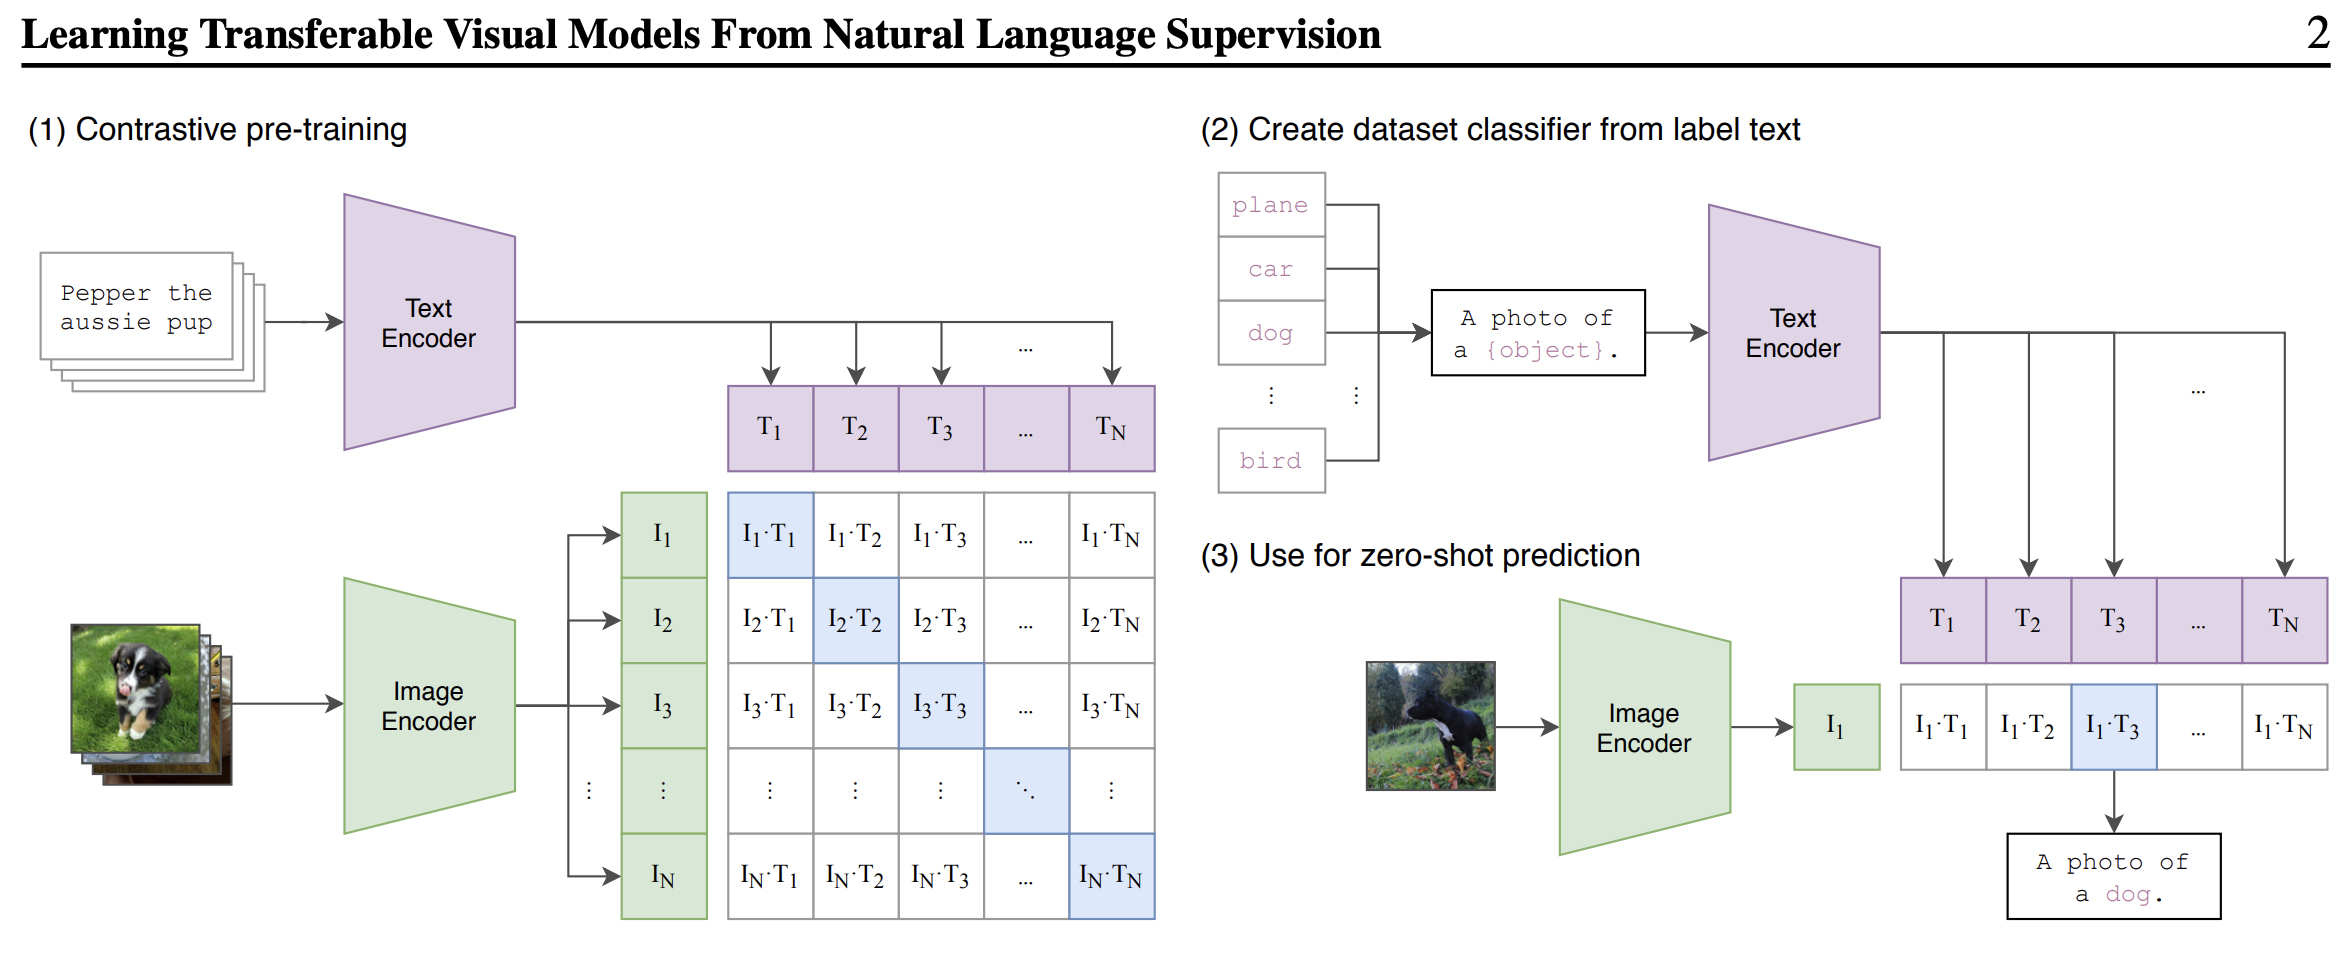 Learning Transferable Visual Models From Natural Language Supervision 2
(1) Contrastive pre-training
Pepper the
aussie pup
Text
Encoder
...
T1 T2 T3 ... TN
Image
Encoder
⋮
I1
I2
I3
⋮
IN
I1·T1 I1·T2 I1·T3 ... I1·TN
I2·T1 I2·T2 I2·T3 ... I2·TN
I3·T1 I3·T2 I3·T3 ... I3·TN
⋮ ⋮ ⋮ ⋱ ⋮
IN·T1 IN·T2 IN·T3 ... IN·TN
(2) Create dataset classifier from label text
plane
car
dog
⋮ ⋮
bird
A photo of
a {object}.
Text
Encoder
...
(3) Use for zero-shot prediction
Image
Encoder
T1 T2 T3 ... TN
I1
I1·T1 I1·T2 I1·T3 ... I1·TN
A photo of
a dog.